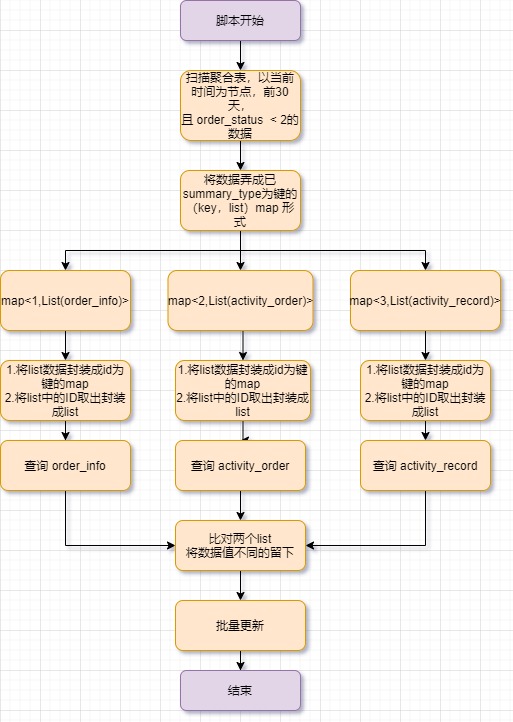 脚本开始
扫描聚合表，以当前
时间为节点，前30
天，
且 order_status < 2的
数据
将数据弄成已
summary_type为键的
（key，list）map 形
式
map<1,List(order_info)>
map<2,List(activity_order)>
map<3,List(activity_record)>
1.将list数据封装成id为
键的map
2.将list中的ID取出封装
成list
1.将list数据封装成id为键
的map
2.将list中的ID取出封装成
list
1.将list数据封装成id为
键的map
2.将list中的ID取出封装
成list
查询 order_info
查询 activity_order
查询 activity_record
比对两个list
将数据值不同的留下
批量更新
结束